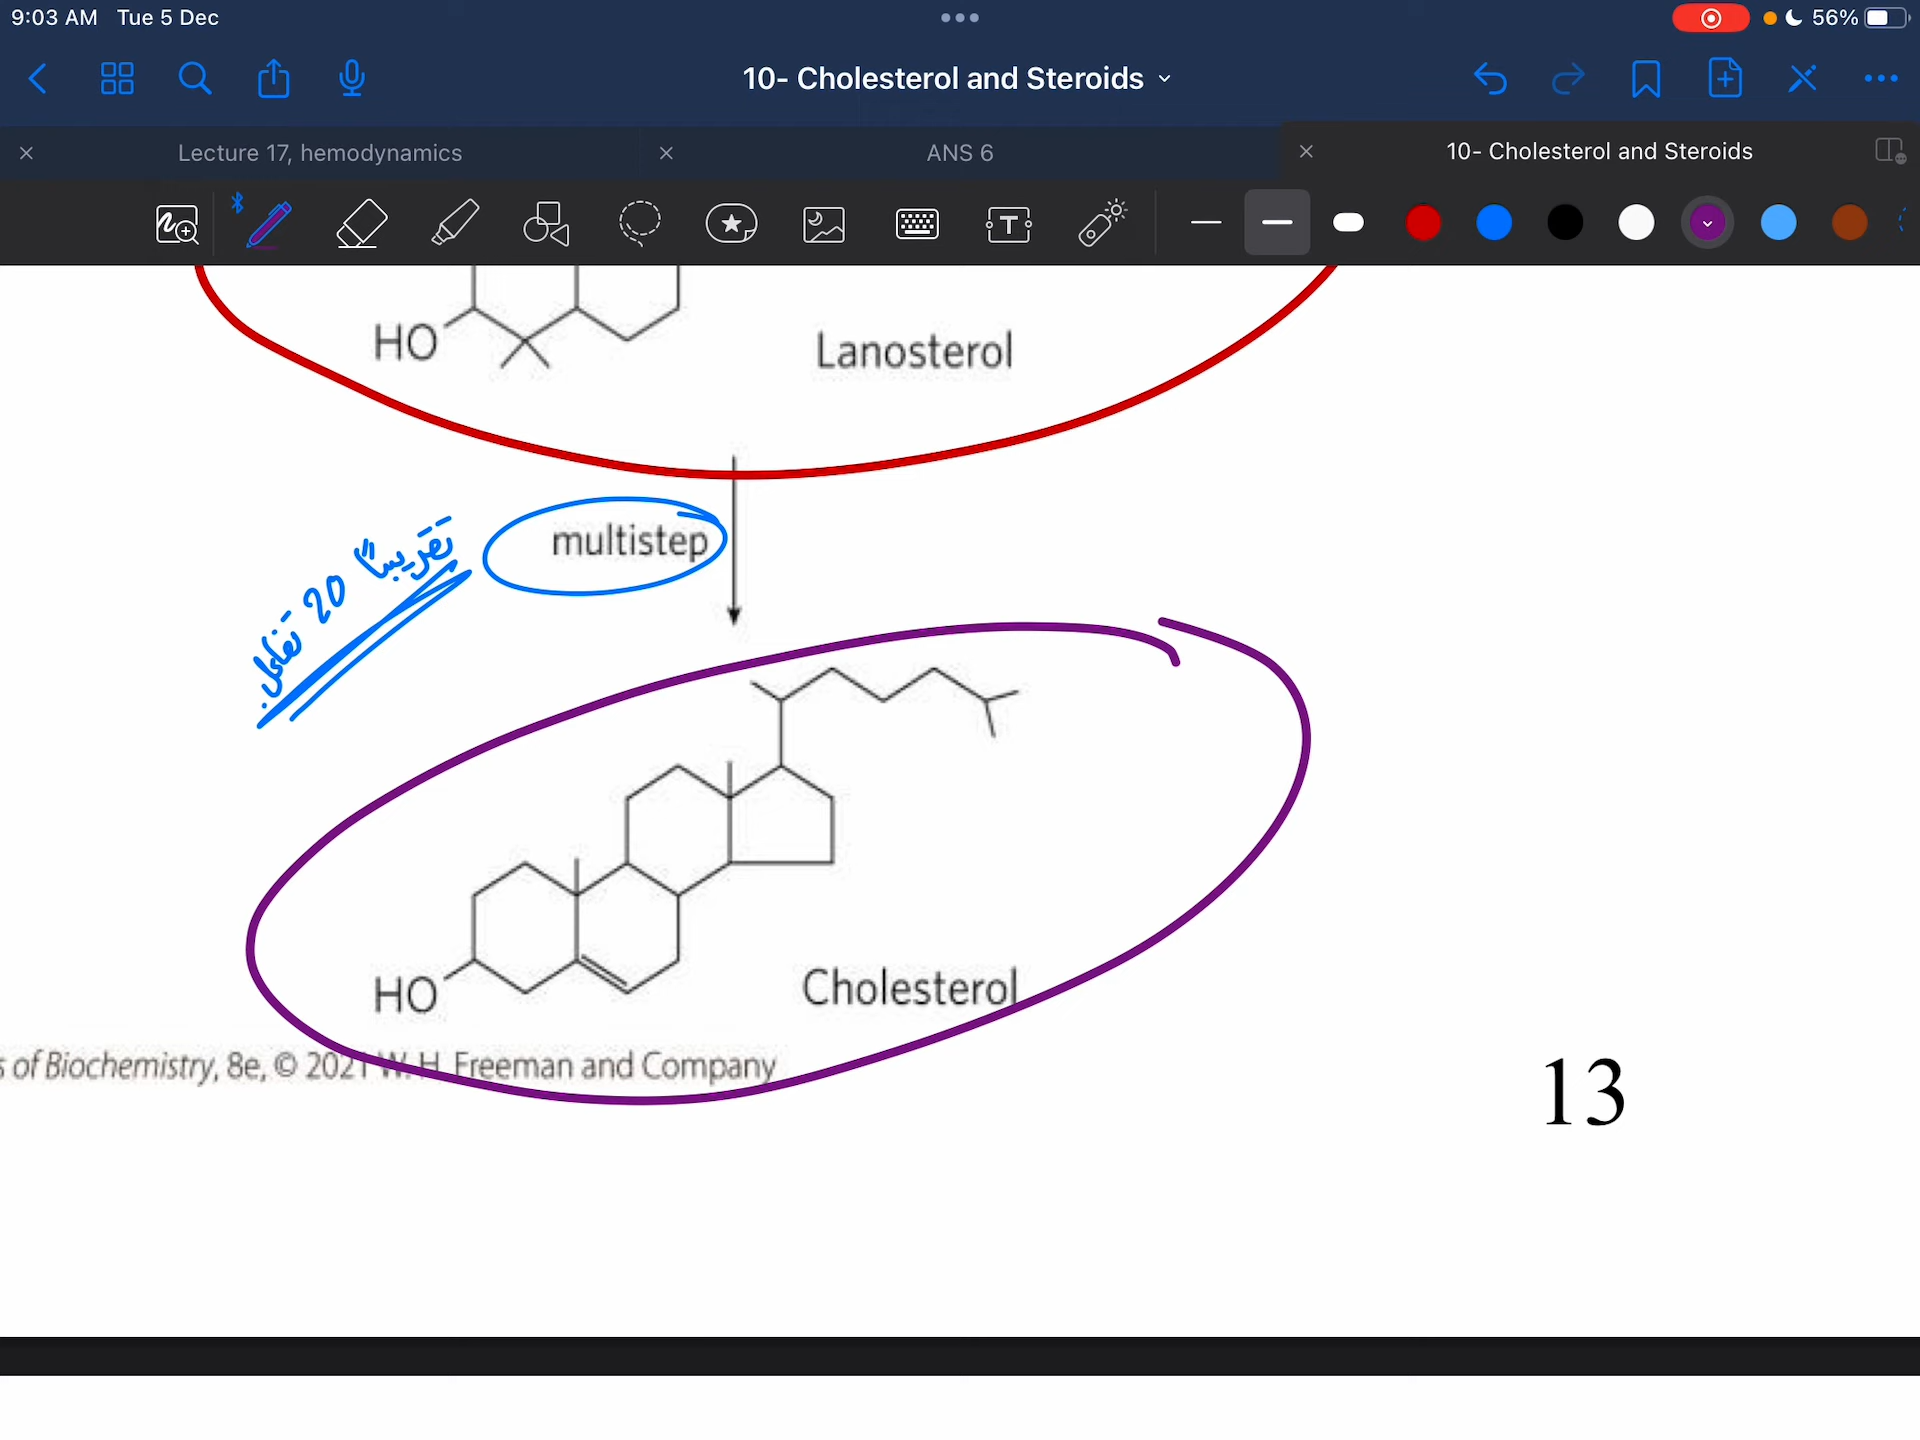 9:03 AM Tue 5 Dec
56%
10- Cholesterol and Steroids
Lecture 17, hemodynamics
ANS 6
10- Cholesterol and Steroids
T
HO
Lanosterol
multistep
تقريباً 20 تفاعل
HO
Cholesterol
s of Biochemistry, 8e, © 2021 W. H. Freeman and Company
13